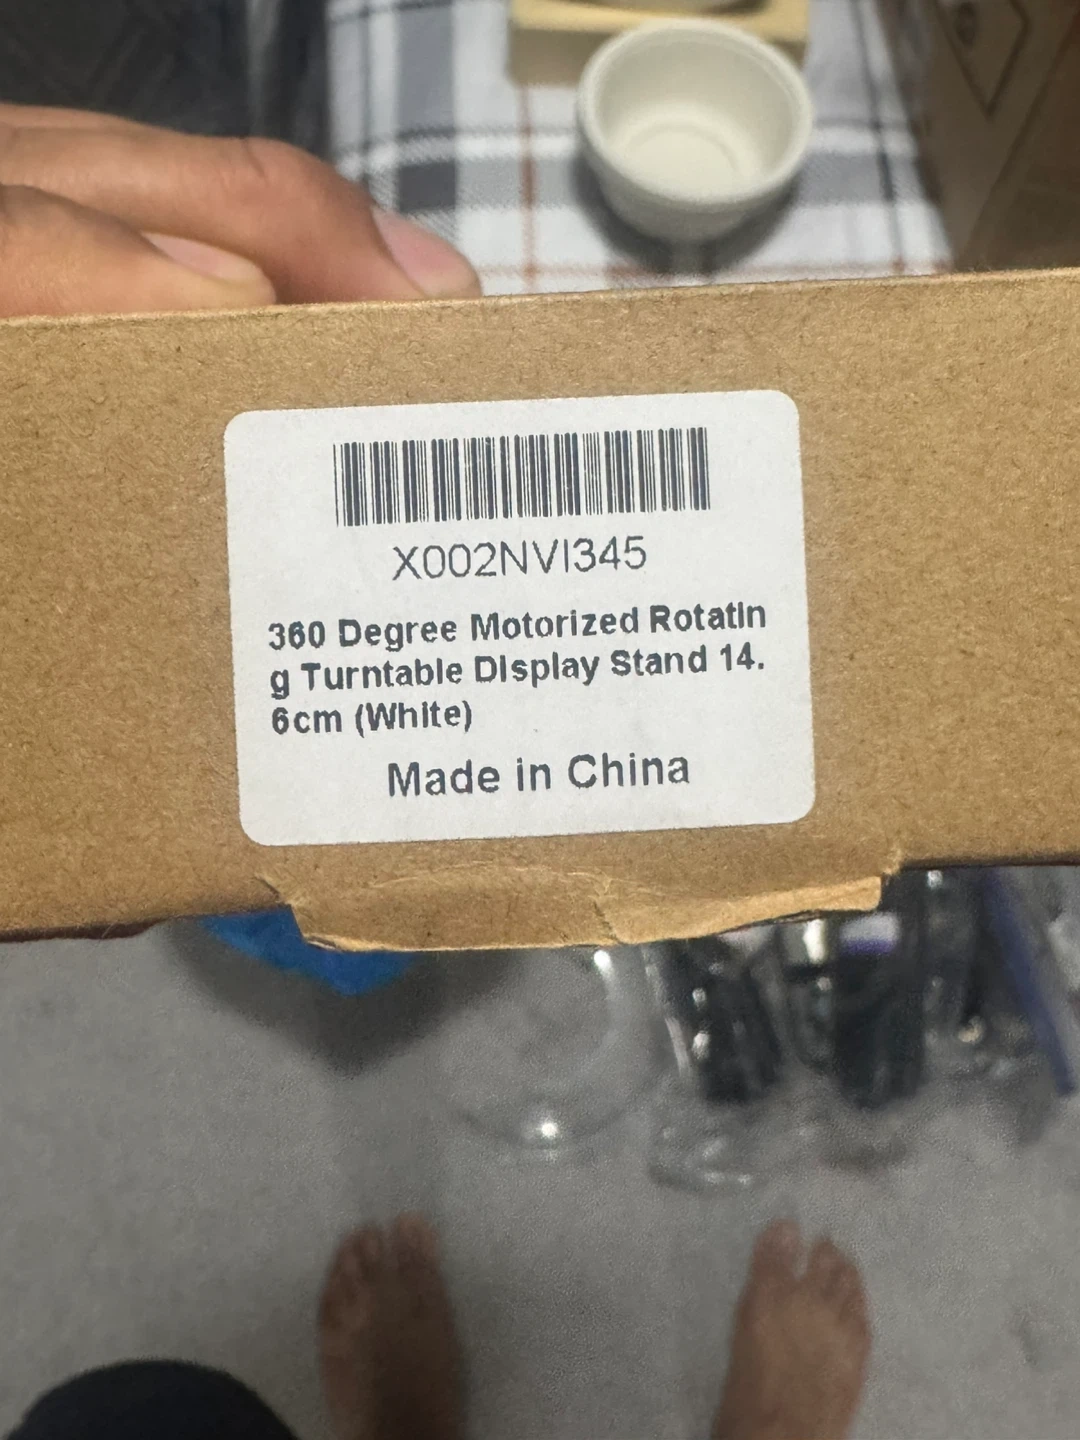 X002NVI345
360 Degree Motorized Rotatin
g Turntable Display Stand 14.
6cm (White)
Made in China